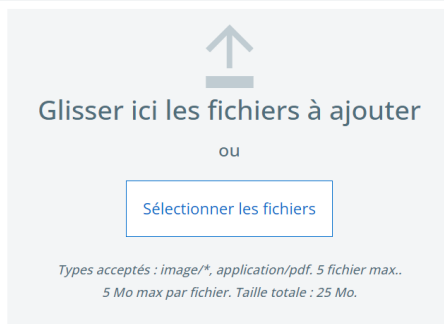 Glisser ici les fichiers à ajouter
ou
Sélectionner les fichiers
Types acceptés : image/*, application/pdf. 5 fichier max..
5 Mo max par fichier. Taille totale : 25 Mo.